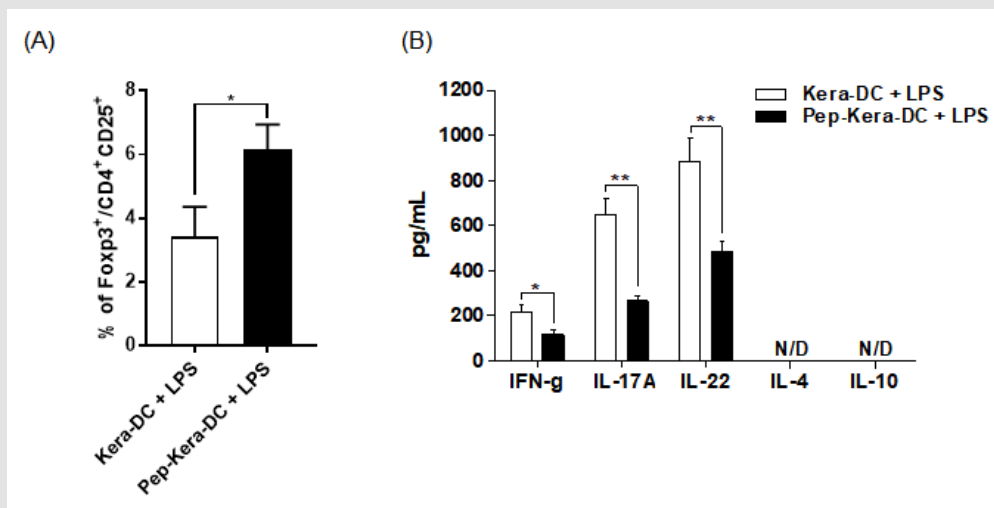 (A)
8
6
4
2
0
% of Foxp3⁺/CD4⁺ CD25⁺
*
Kera-DC + LPS
Pep-Kera-DC + LPS
(B)
1200
1000
800
600
400
200
0
pg/mL
Kera-DC + LPS
Pep-Kera-DC + LPS
*
**
**
N/D
N/D
IFN-g
IL-17A
IL-22
IL-4
IL-10